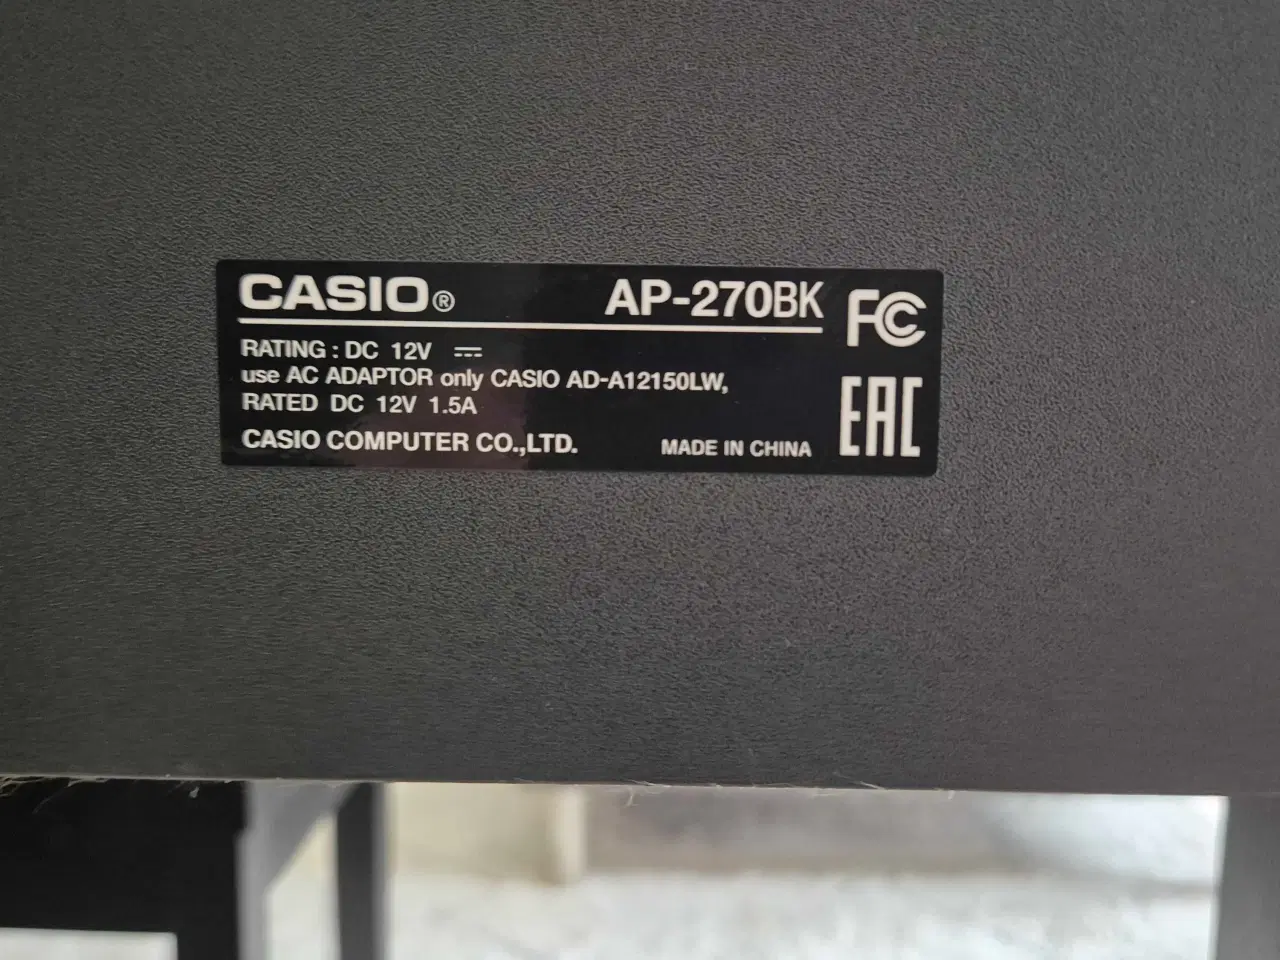 CASIO® AP-270BK FC
RATING : DC 12V ⎓
use AC ADAPTOR only CASIO AD-A12150LW,
RATED DC 12V 1.5A
EAC
CASIO COMPUTER CO.,LTD. MADE IN CHINA